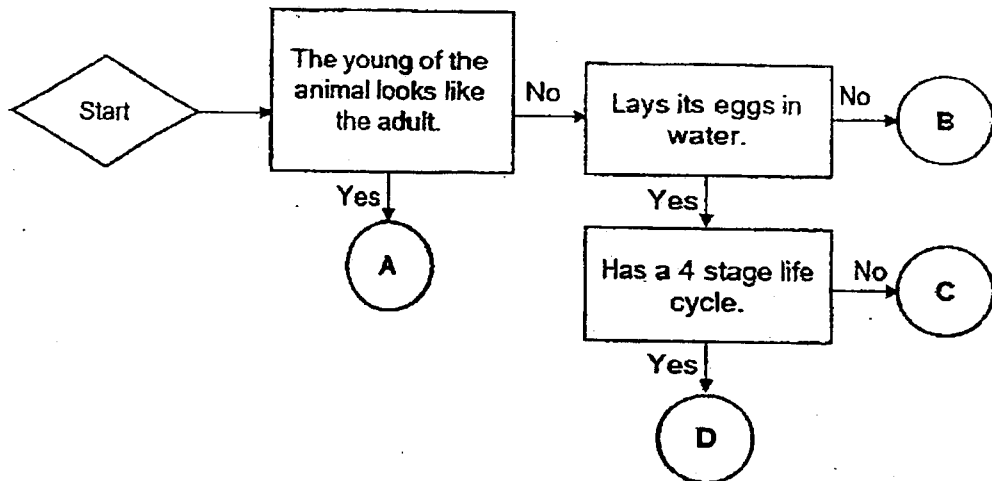 Start
The young of the
animal looks like
the adult.
No
Lays its eggs in
water.
No
B
Yes
A
Yes
Has a 4 stage life
cycle.
No
C
Yes
D